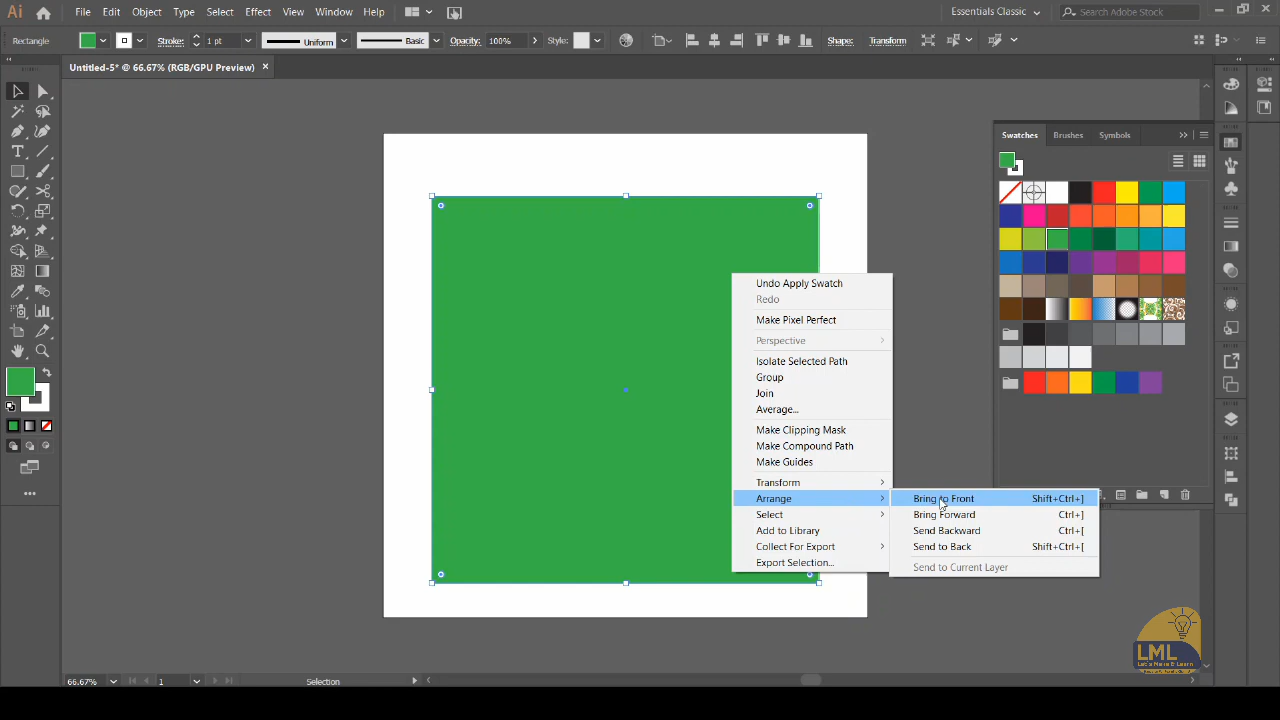 Ai File Edit Object Type Select Effect View Window Help Essentials Classic Search Adobe Stock
Rectangle Stroke: 1 pt Uniform Basic Opacity: 100% Style: Shape: Transform
Untitled-5* @ 66.67% (RGB/GPU Preview) ×
Swatches Brushes Symbols
Undo Apply Swatch
Redo
Make Pixel Perfect
Perspective
Isolate Selected Path
Group
Join
Average...
Make Clipping Mask
Make Compound Path
Make Guides
Transform
Arrange
Select
Add to Library
Collect For Export
Export Selection...
Bring to Front Shift+Ctrl+]
Bring Forward Ctrl+]
Send Backward Ctrl+[
Send to Back Shift+Ctrl+[
Send to Current Layer
LML
Let's Make & Learn
66.67% 1 Selection